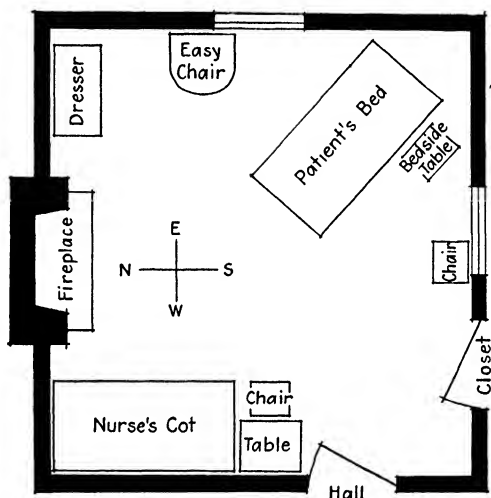 Easy
Chair
Dresser
Patient's Bed
Bedside
Table
E
N
S
W
Fireplace
Chair
Closet
Nurse's Cot
Chair
Table
Hall